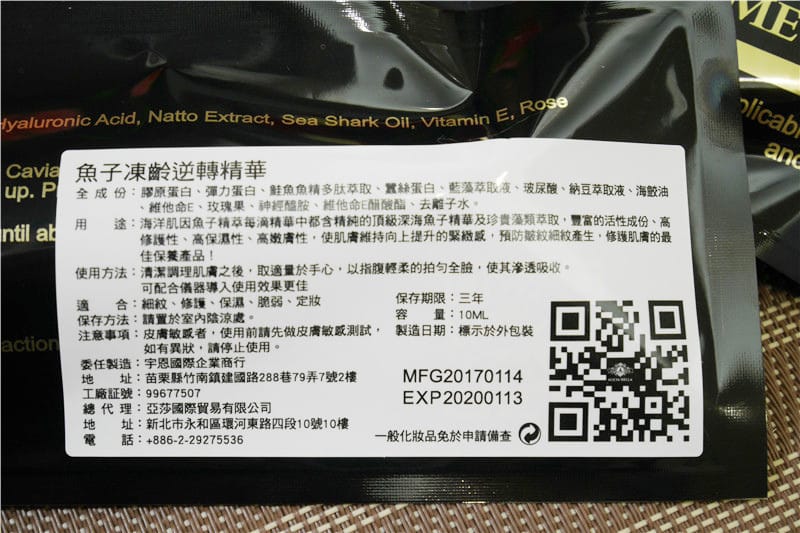 ME
Hyaluronic Acid, Natto Extract, Sea Shark Oil, Vitamin E, Rose
Cavia
up. P
until ab
action
and
魚子凍齡逆轉精華
全 成 份：膠原蛋白、彈力蛋白、鮭魚魚精多肽萃取、蠶絲蛋白、藍藻萃取液、玻尿酸、納豆萃取液、海鮫油
、維他命E、玫瑰果、神經醯胺、維他命E醋酸酯、去離子水。
用 途：海洋肌因魚子精萃每滴精華中都含精純的頂級深海魚子精華及珍貴藻類萃取，豐富的活性成份、高
修護性、高保濕性、高嫩膚性，使肌膚維持向上提升的緊緻感，預防皺紋細紋產生，修護肌膚的最
佳保養產品！
使用方法：清潔調理肌膚之後，取適量於手心，以指腹輕柔的拍勻全臉，使其滲透吸收。
可配合儀器導入使用效果更佳
適 合：細紋、修護、保濕、脆弱、定妝
保存期限：三年
保存方法：請置於室內陰涼處。
容 量：10ML
注意事項：皮膚敏感者，使用前請先做皮膚敏感測試，
如有異狀，請停止使用。
製造日期：標示於外包裝
委任製造：宇恩國際企業商行
地 址：苗栗縣竹南鎮建國路288巷79弄7號2樓
工廠証號：99677507
總 代 理：亞莎國際貿易有限公司
地 址：新北市永和區環河東路四段10號10樓
電 話：+886-2-29275536
MFG20170114
EXP20200113
一般化妝品免於申請備查